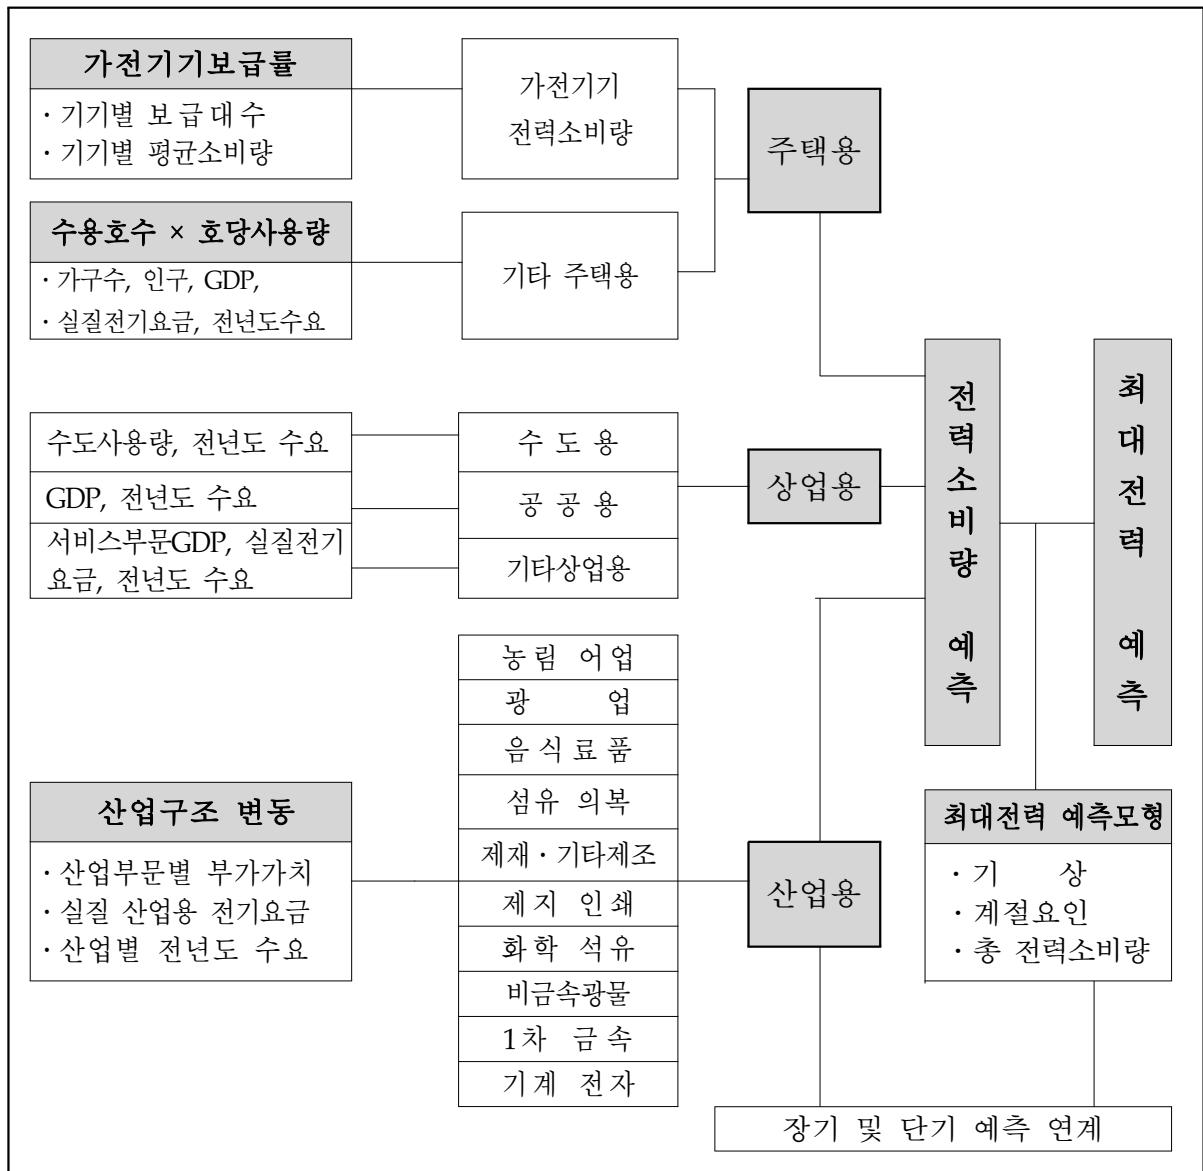 가전기기보급률
· 기기별 보급대수
· 기기별 평균소비량
가전기기
전력소비량
주택용
수용호수 × 호당사용량
· 가구수, 인구, GDP,
· 실질전기요금, 전년도수요
기타 주택용
수도사용량, 전년도 수요
GDP, 전년도 수요
서비스부문GDP, 실질전기
요금, 전년도 수요
수 도 용
공 공 용
기타상업용
상업용
전력소비량 예측
최대전력 예측
산업구조 변동
· 산업부문별 부가가치
· 실질 산업용 전기요금
· 산업별 전년도 수요
농림 어업
광 업
음식료품
섬유 의복
제재 · 기타제조
제지 인쇄
화학 석유
비금속광물
1차 금속
기계 전자
산업용
최대전력 예측모형
· 기 상
· 계절요인
· 총 전력소비량
장기 및 단기 예측 연계